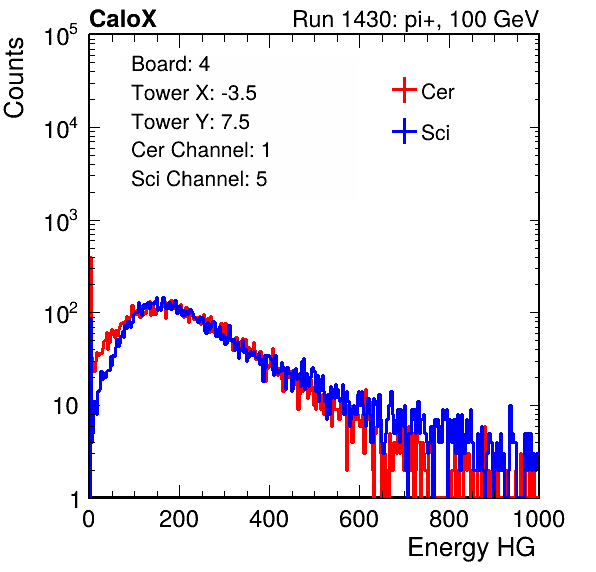 CaloX Run 1430: pi+, 100 GeV
Board: 4
Tower X: -3.5
Tower Y: 7.5
Cer Channel: 1
Sci Channel: 5
Cer
Sci
Counts
10^5
10^4
10^3
10^2
10
1
0 200 400 600 800 1000
Energy HG